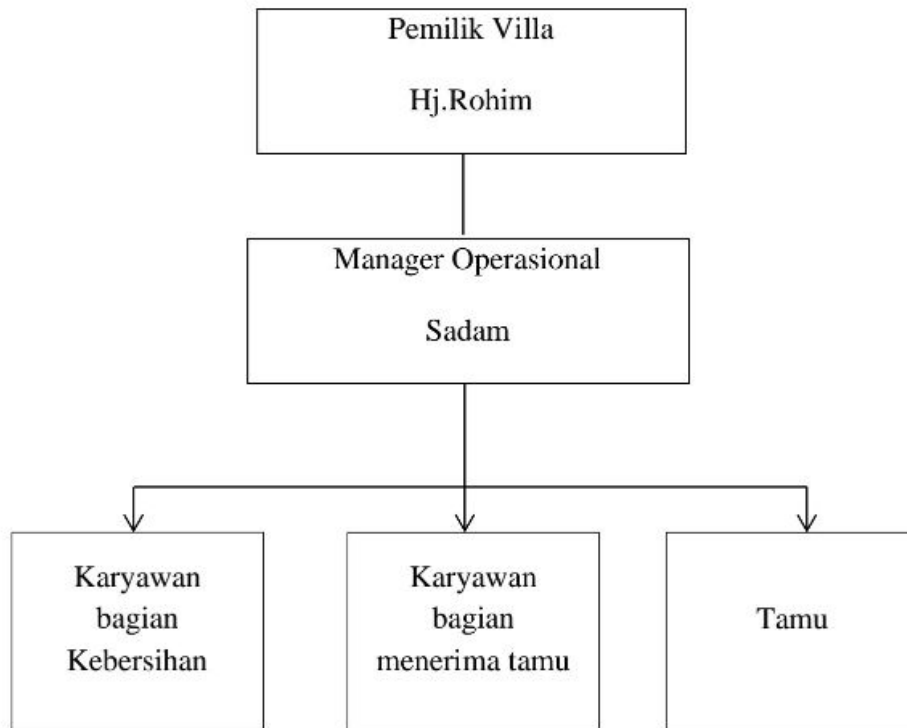 Pemilik Villa
Hj.Rohim
Manager Operasional
Sadam
Karyawan
bagian
Kebersihan
Karyawan
bagian
menerima tamu
Tamu